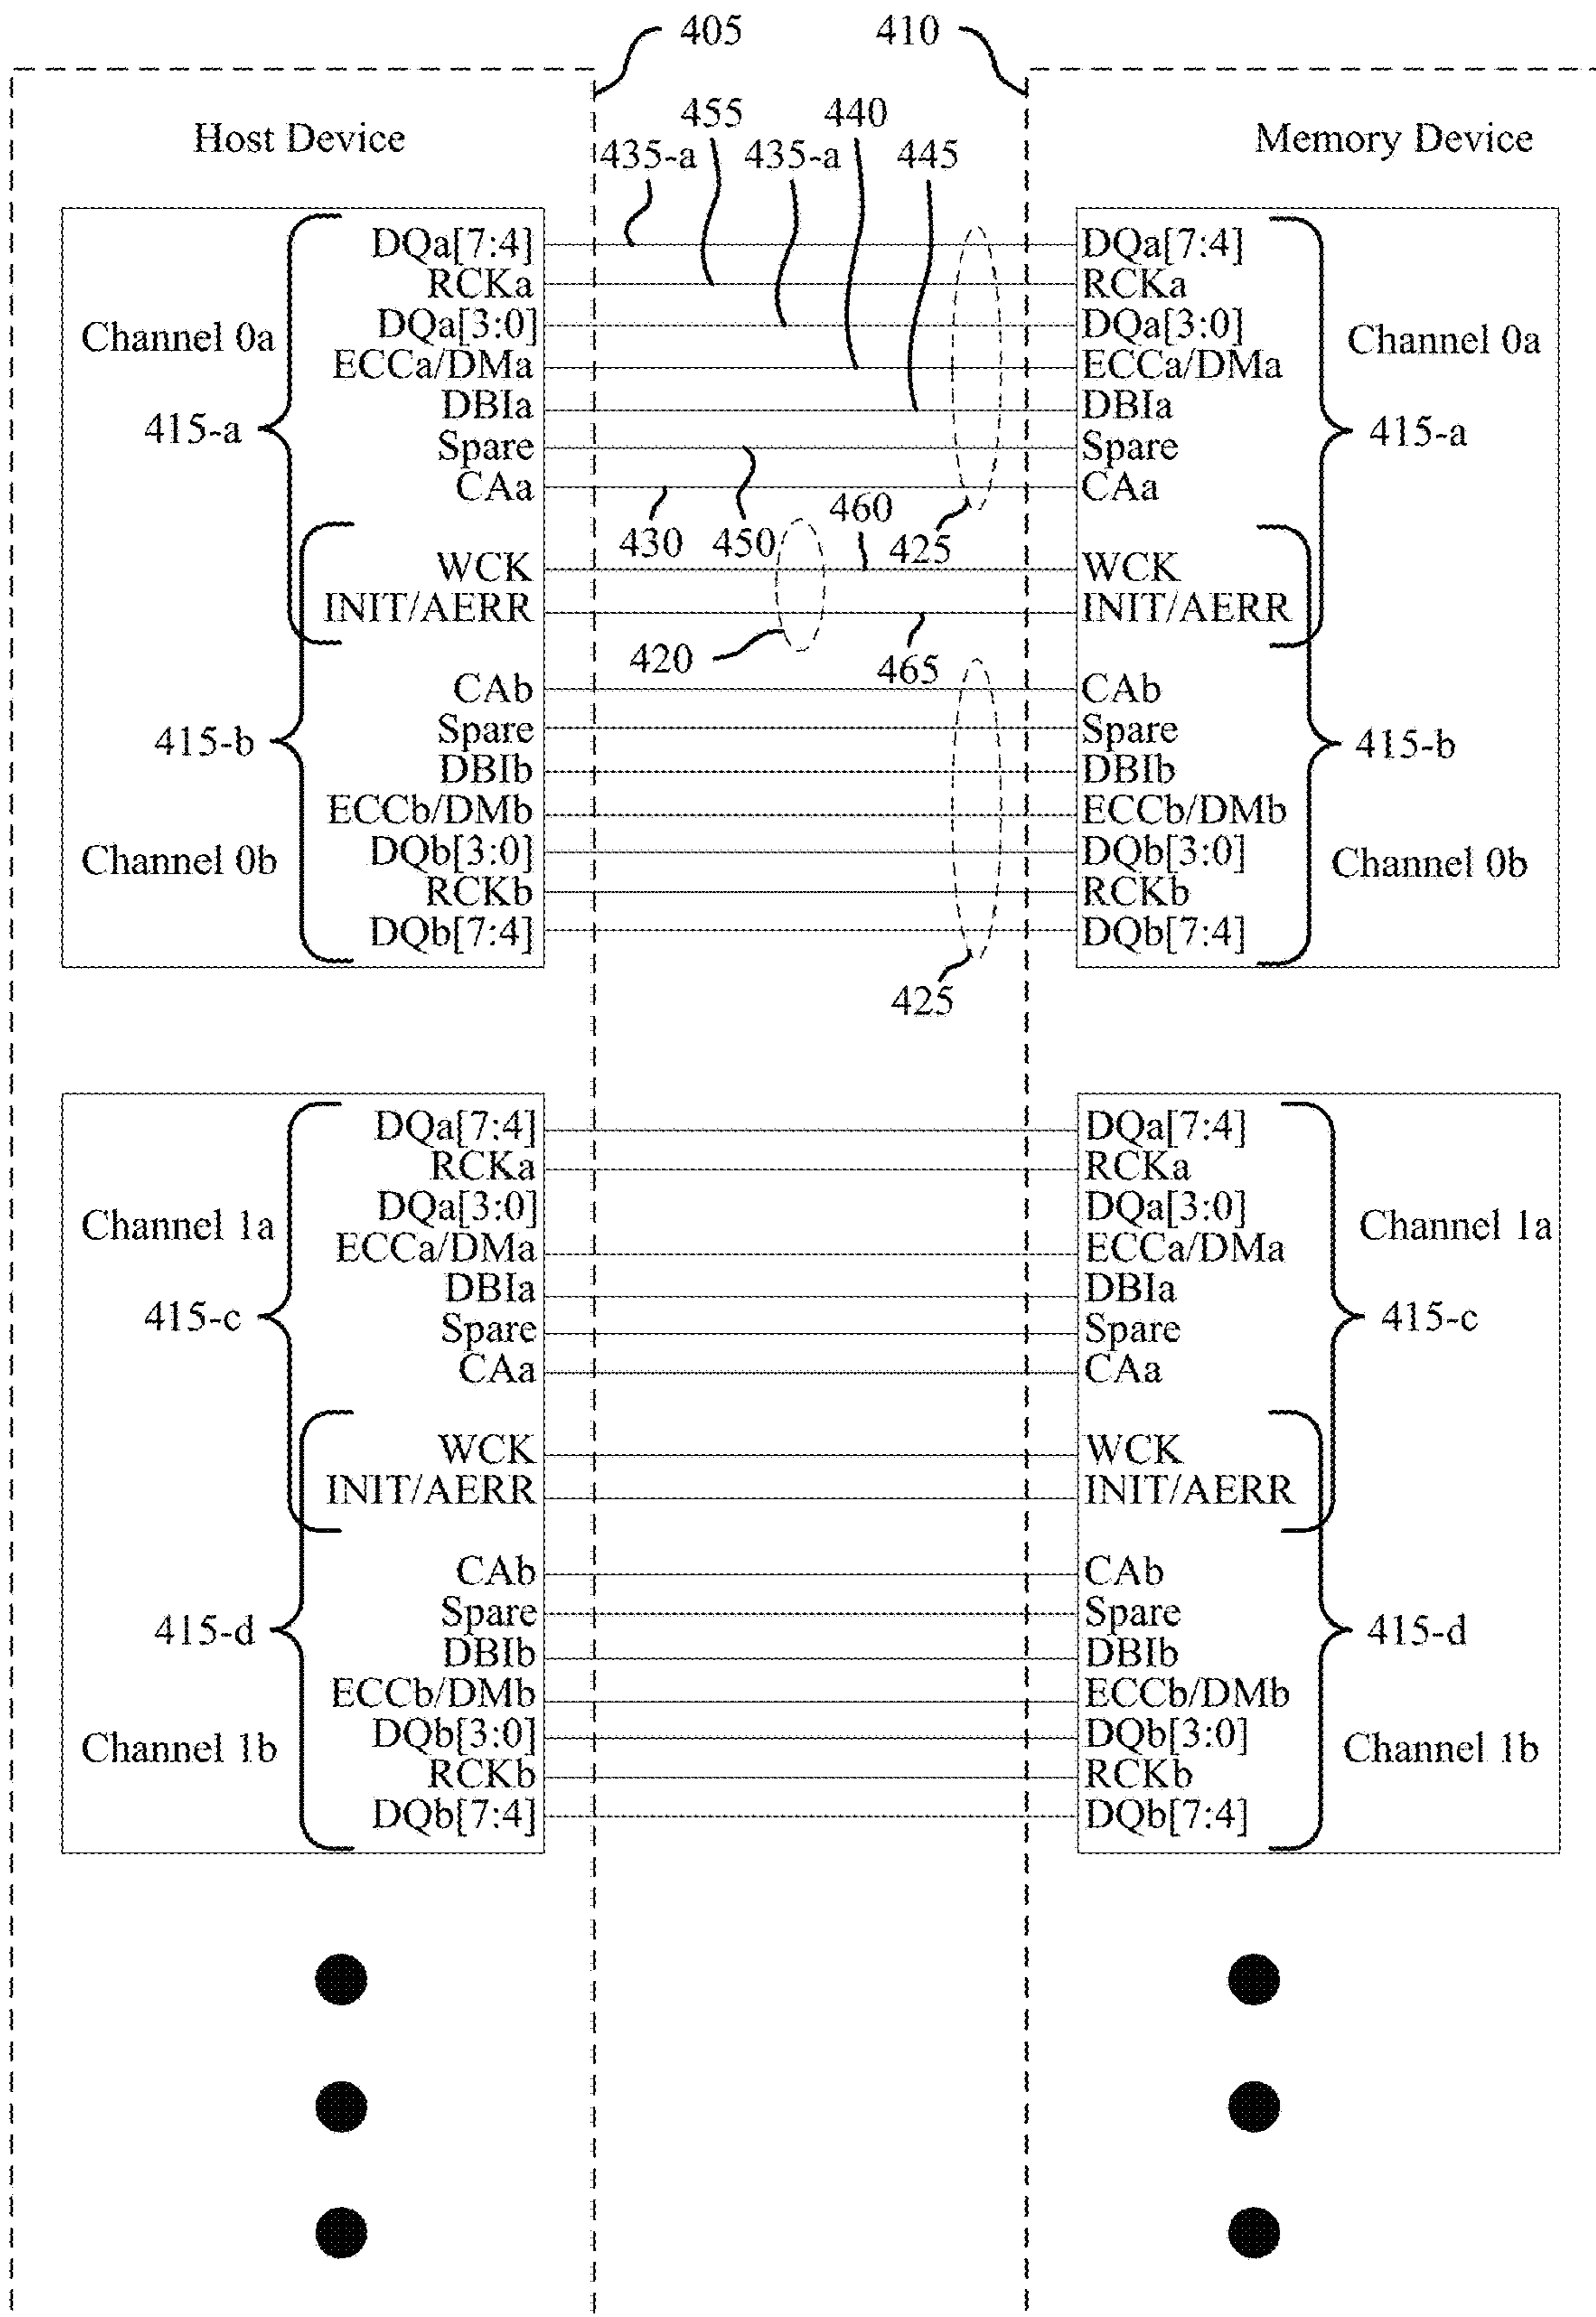 405 410
Host Device
455 440
Memory Device
435-a 435-a 445
DQa[7:4] DQa[7:4]
RCKa RCKa
Channel 0a DQa[3:0] DQa[3:0] Channel 0a
ECCa/DMa ECCa/DMa
415-a DBIa DBIa 415-a
Spare Spare
CAa CAa
430 450 460 425
WCK WCK
INIT/AERR INIT/AERR
420 465
CAb CAb
415-b Spare Spare 415-b
DBIb DBIb
ECCb/DMb ECCb/DMb
Channel 0b DQb[3:0] DQb[3:0] Channel 0b
RCKb RCKb
DQb[7:4] DQb[7:4]
425
DQa[7:4] DQa[7:4]
RCKa RCKa
Channel 1a DQa[3:0] DQa[3:0] Channel 1a
ECCa/DMa ECCa/DMa
DBIa DBIa
415-c Spare Spare 415-c
CAa CAa
WCK WCK
INIT/AERR INIT/AERR
CAb CAb
415-d Spare Spare 415-d
DBIb DBIb
ECCb/DMb ECCb/DMb
Channel 1b DQb[3:0] DQb[3:0] Channel 1b
RCKb RCKb
DQb[7:4] DQb[7:4]